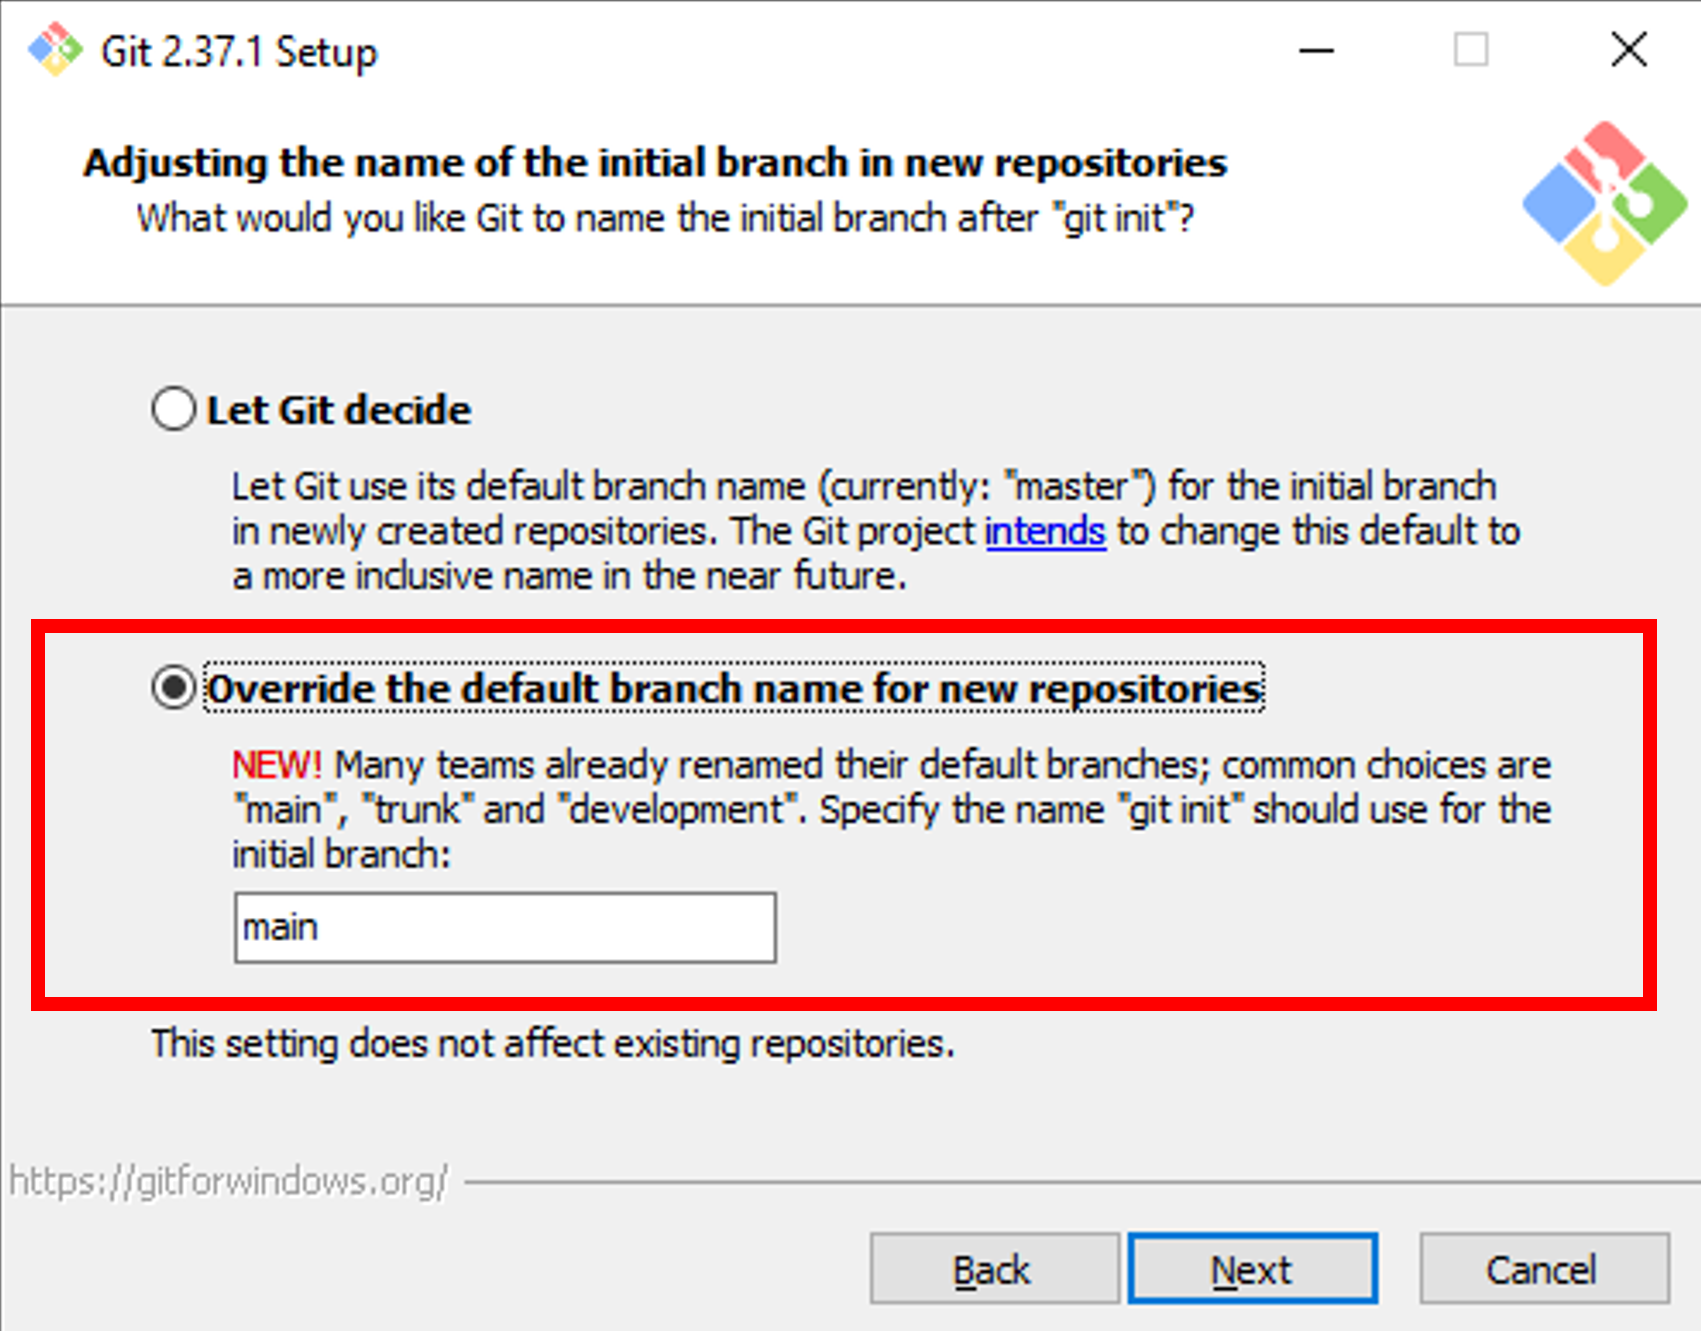 Git 2.37.1 Setup
Adjusting the name of the initial branch in new repositories
What would you like Git to name the initial branch after "git init"?
Let Git decide
Let Git use its default branch name (currently: "master") for the initial branch
in newly created repositories. The Git project intends to change this default to
a more inclusive name in the near future.
Override the default branch name for new repositories
NEW! Many teams already renamed their default branches; common choices are
"main", "trunk" and "development". Specify the name "git init" should use for the
initial branch:
main
This setting does not affect existing repositories.
https://gitforwindows.org/
Back Next Cancel